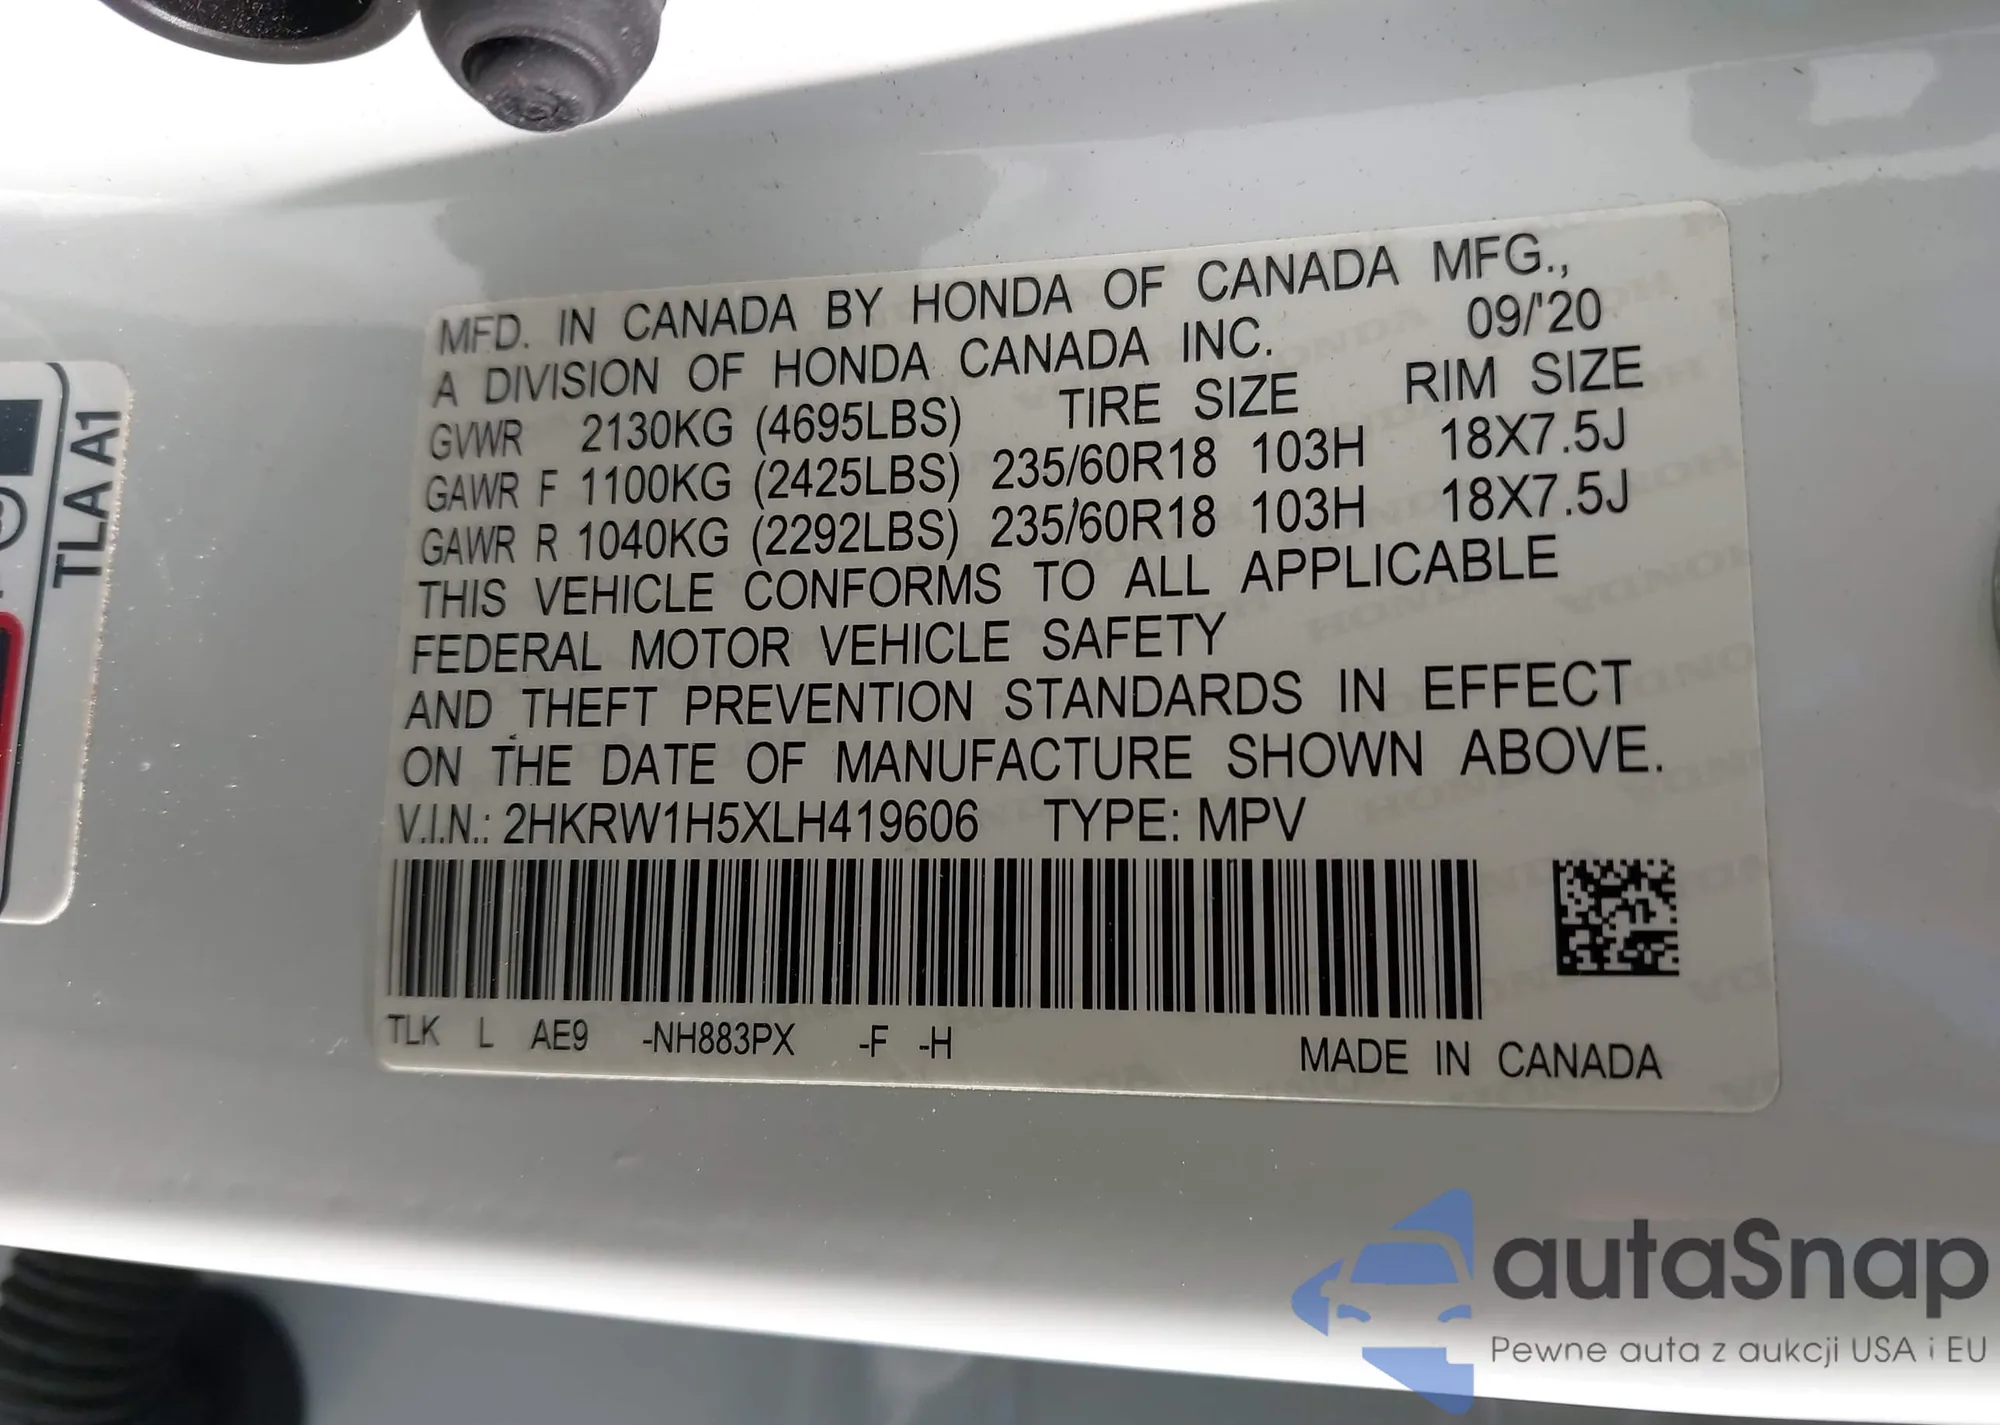 MFD. IN CANADA BY HONDA OF CANADA MFG.,
A DIVISION OF HONDA CANADA INC. 09/'20
GVWR 2130KG (4695LBS) TIRE SIZE RIM SIZE
GAWR F 1100KG (2425LBS) 235/60R18 103H 18X7.5J
GAWR R 1040KG (2292LBS) 235/60R18 103H 18X7.5J
THIS VEHICLE CONFORMS TO ALL APPLICABLE
FEDERAL MOTOR VEHICLE SAFETY
AND THEFT PREVENTION STANDARDS IN EFFECT
ON THE DATE OF MANUFACTURE SHOWN ABOVE.
V.I.N.: 2HKRW1H5XLH419606 TYPE: MPV
TLK L AE9 -NH883PX -F -H
MADE IN CANADA
TLA A1
autaSnap
Pewne auta z aukcji USA i EU